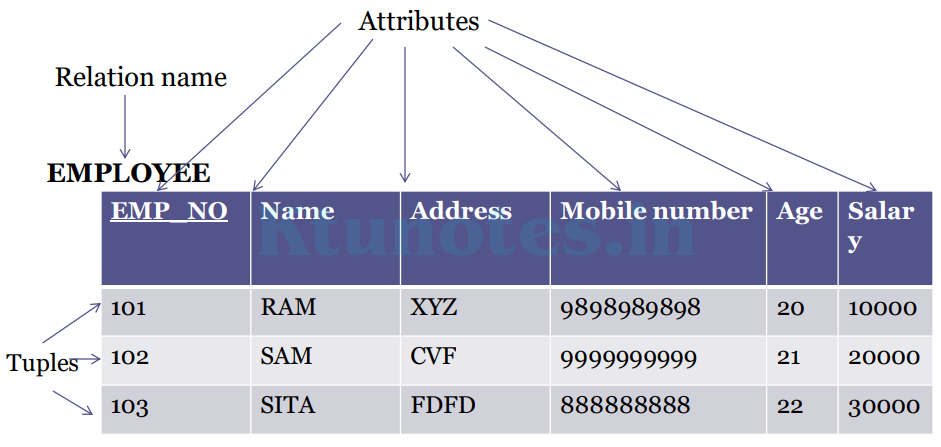 Attributes
Relation name
EMPLOYEE
EMP_NO Name Address Mobile number Age Salar
y
Ktunotes.in
101 RAM XYZ 9898989898 20 10000
Tuples 102 SAM CVF 9999999999 21 20000
103 SITA FDFD 888888888 22 30000